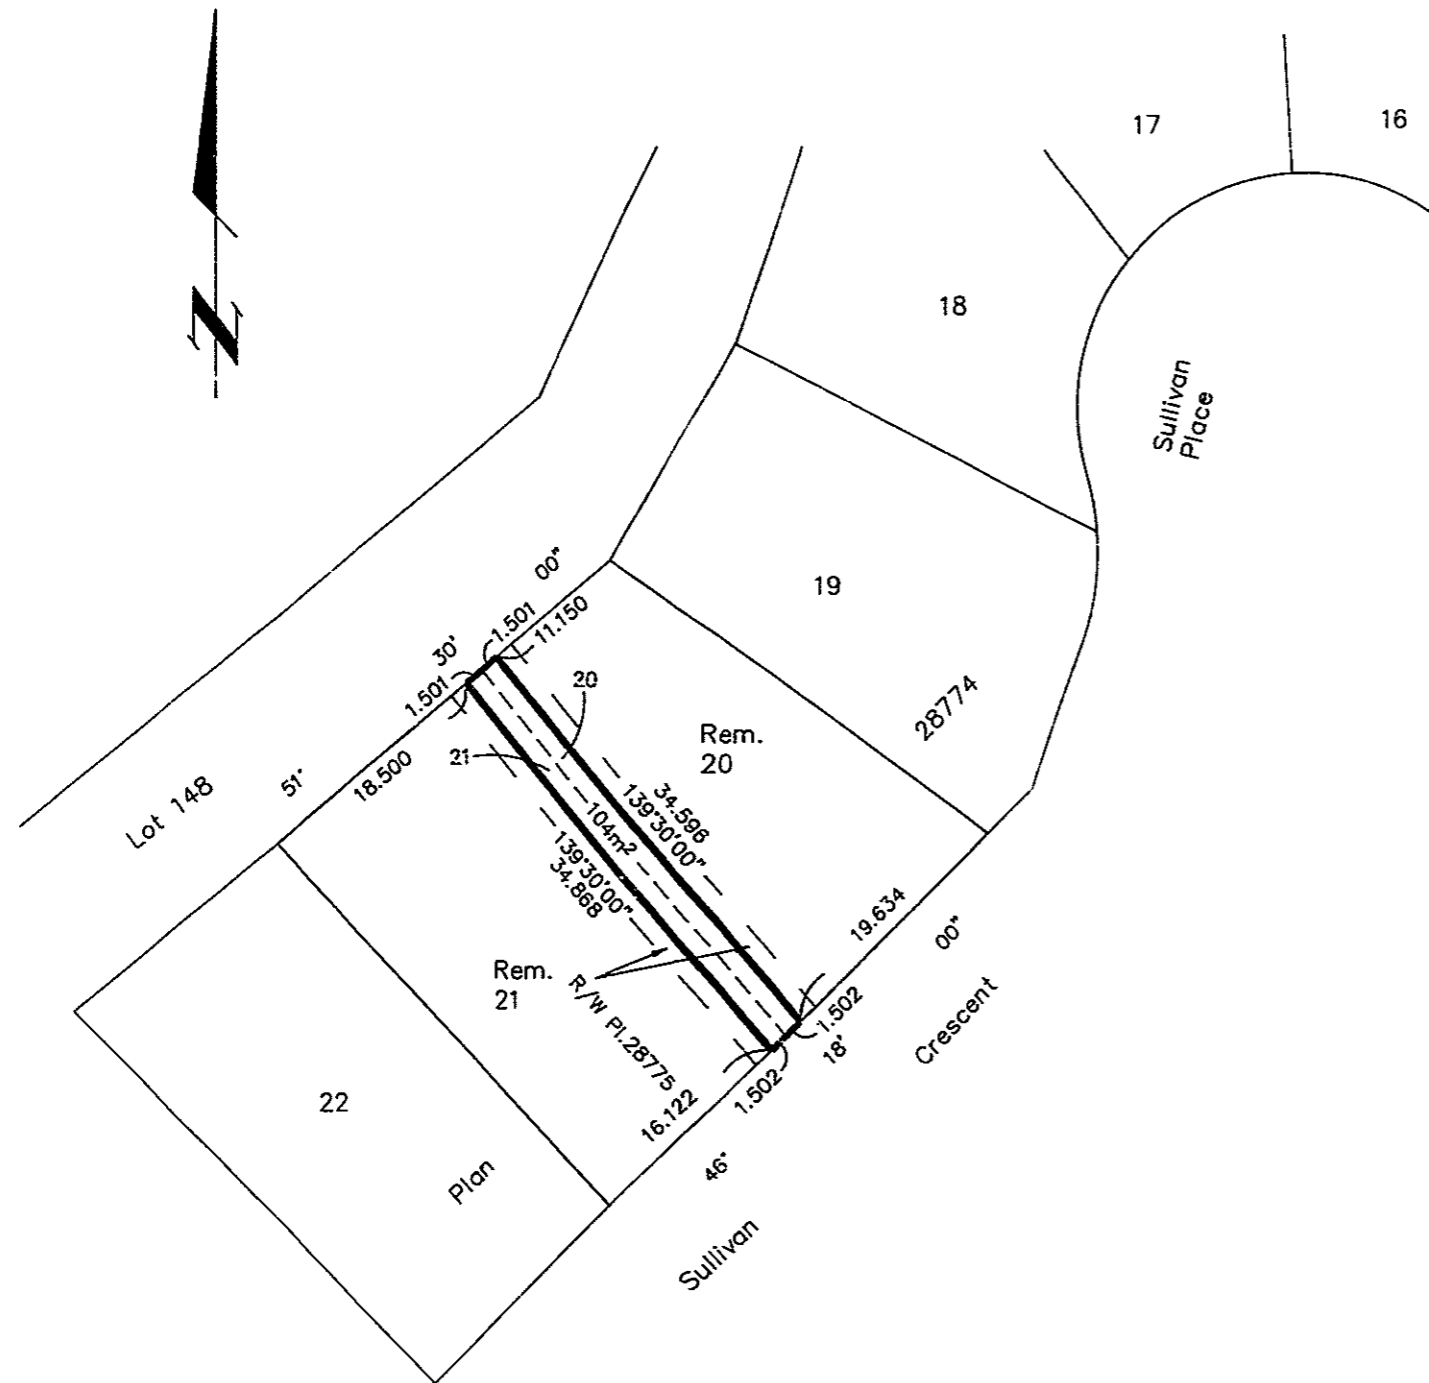 N
17
16
18
Sullivan
Place
19
28774
00"
1.501
11.150
30'
1.501
20
21
Rem.
20
34.596
139°30'00"
104m²
139°30'00"
34.868
18.500
51°
Lot 148
19.634
00"
Crescent
1.502
18'
1.502
Rem.
21
R/W Pl.28775
16.122
46°
Sullivan
22
Plan